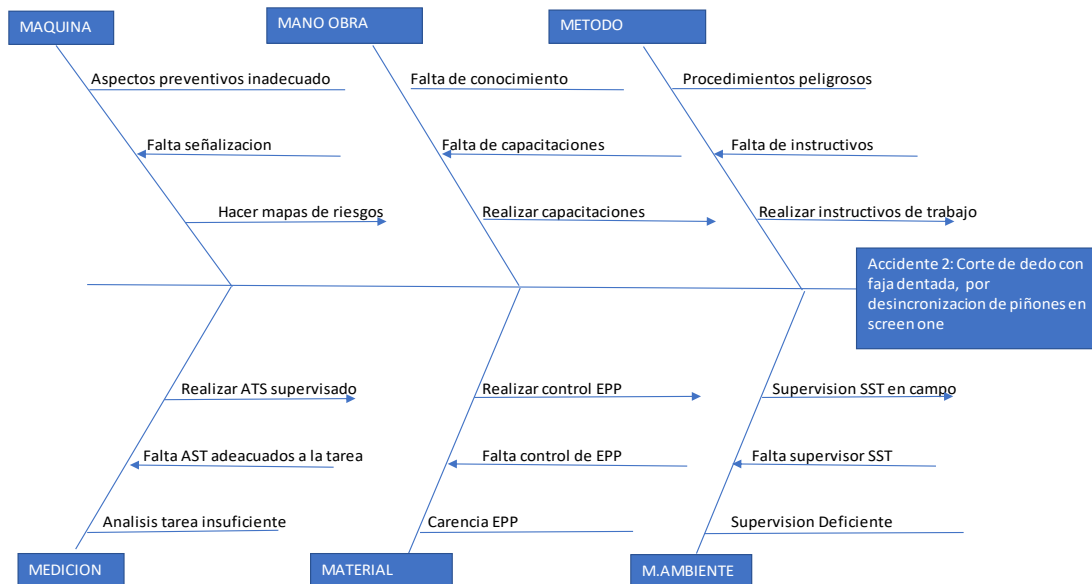 MAQUINA
MANO OBRA
METODO
Aspectos preventivos inadecuado
Falta de conocimiento
Procedimientos peligrosos
Falta señalizacion
Falta de capacitaciones
Falta de instructivos
Hacer mapas de riesgos
Realizar capacitaciones
Realizar instructivos de trabajo
Accidente 2: Corte de dedo con
faja dentada, por
desincronizacion de piñones en
screen one
Realizar ATS supervisado
Realizar control EPP
Supervision SST en campo
Falta AST adeacuados a la tarea
Falta control de EPP
Falta supervisor SST
Analisis tarea insuficiente
Carencia EPP
Supervision Deficiente
MEDICION
MATERIAL
M.AMBIENTE